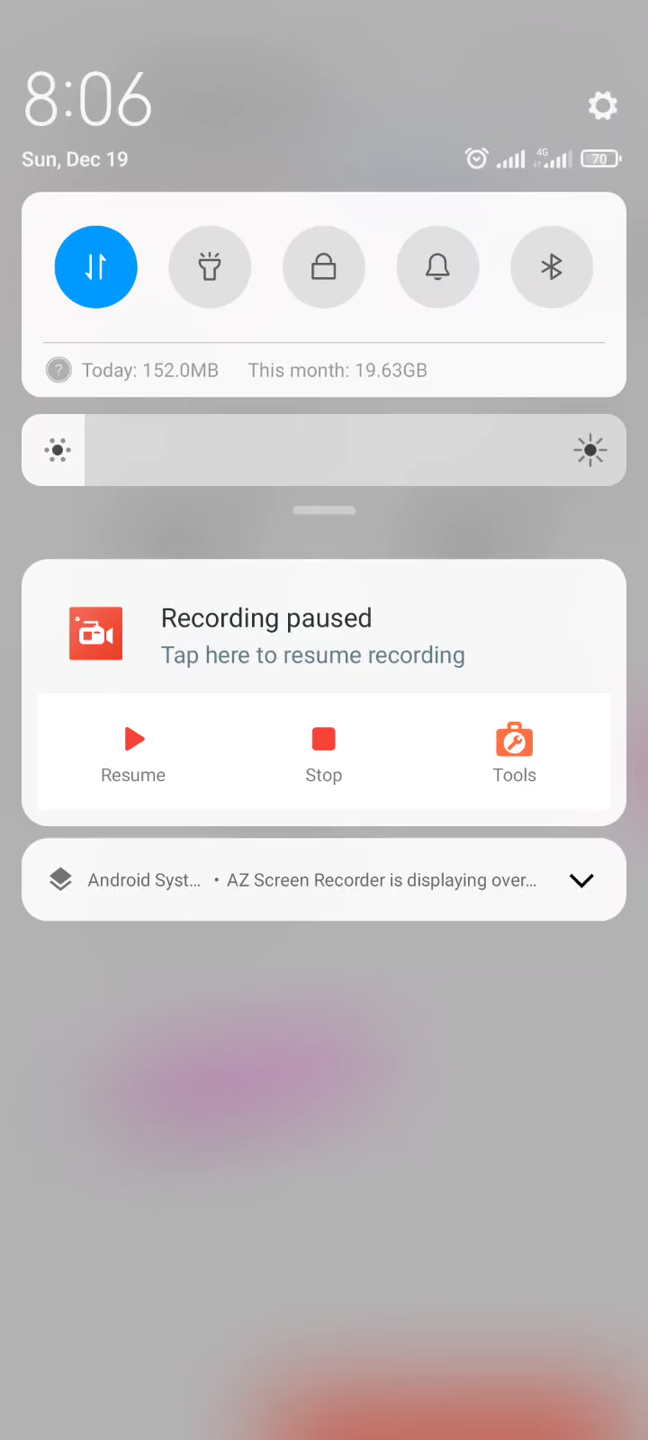 8:06
Sun, Dec 19
4G
70
Today: 152.0MB This month: 19.63GB
Recording paused
Tap here to resume recording
Resume Stop Tools
Android Syst... • AZ Screen Recorder is displaying over...